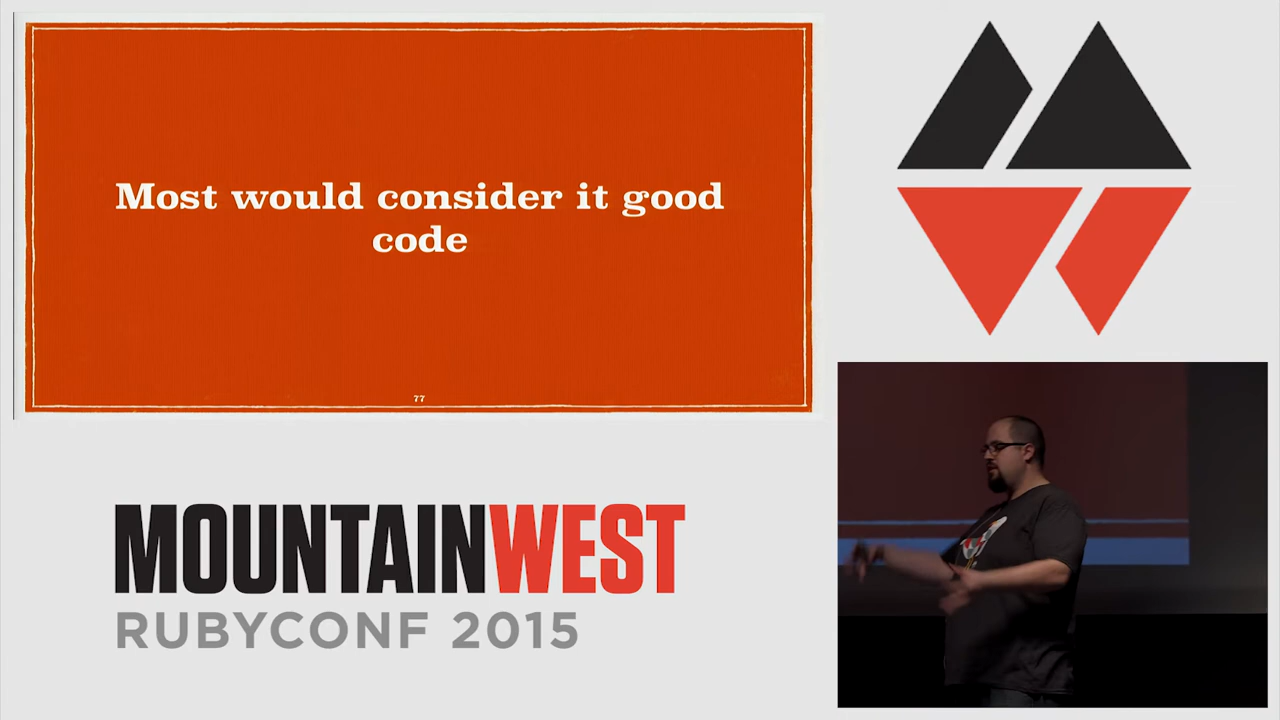 Most would consider it good
code
77
MOUNTAINWEST
RUBYCONF 2015